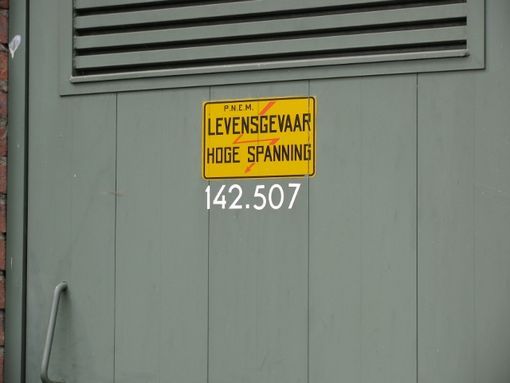 P.N.E.M.
LEVENSGEVAAR
HOGE SPANNING
142.507